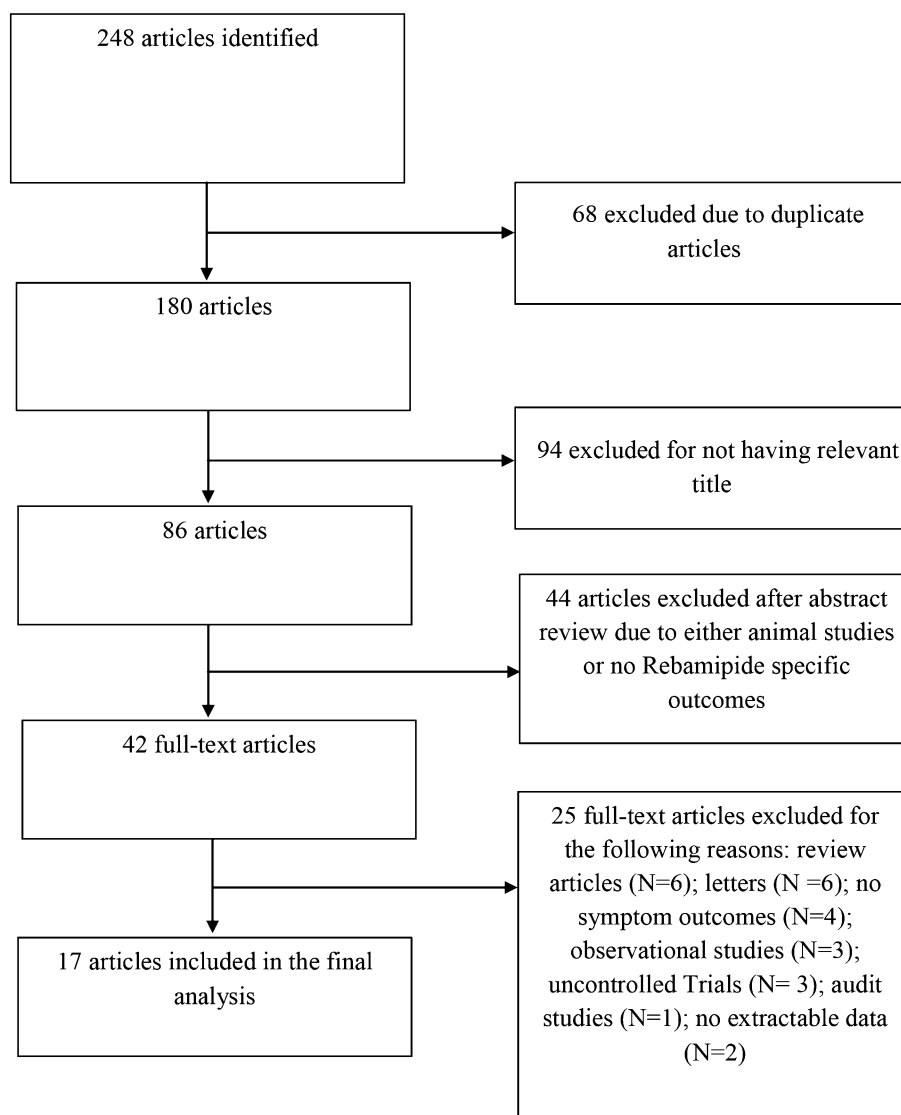 248 articles identified
68 excluded due to duplicate
articles
180 articles
94 excluded for not having relevant
title
86 articles
44 articles excluded after abstract
review due to either animal studies
or no Rebamipide specific
outcomes
42 full-text articles
25 full-text articles excluded for
the following reasons: review
articles (N=6); letters (N =6); no
symptom outcomes (N=4);
observational studies (N=3);
uncontrolled Trials (N= 3); audit
studies (N=1); no extractable data
(N=2)
17 articles included in the final
analysis